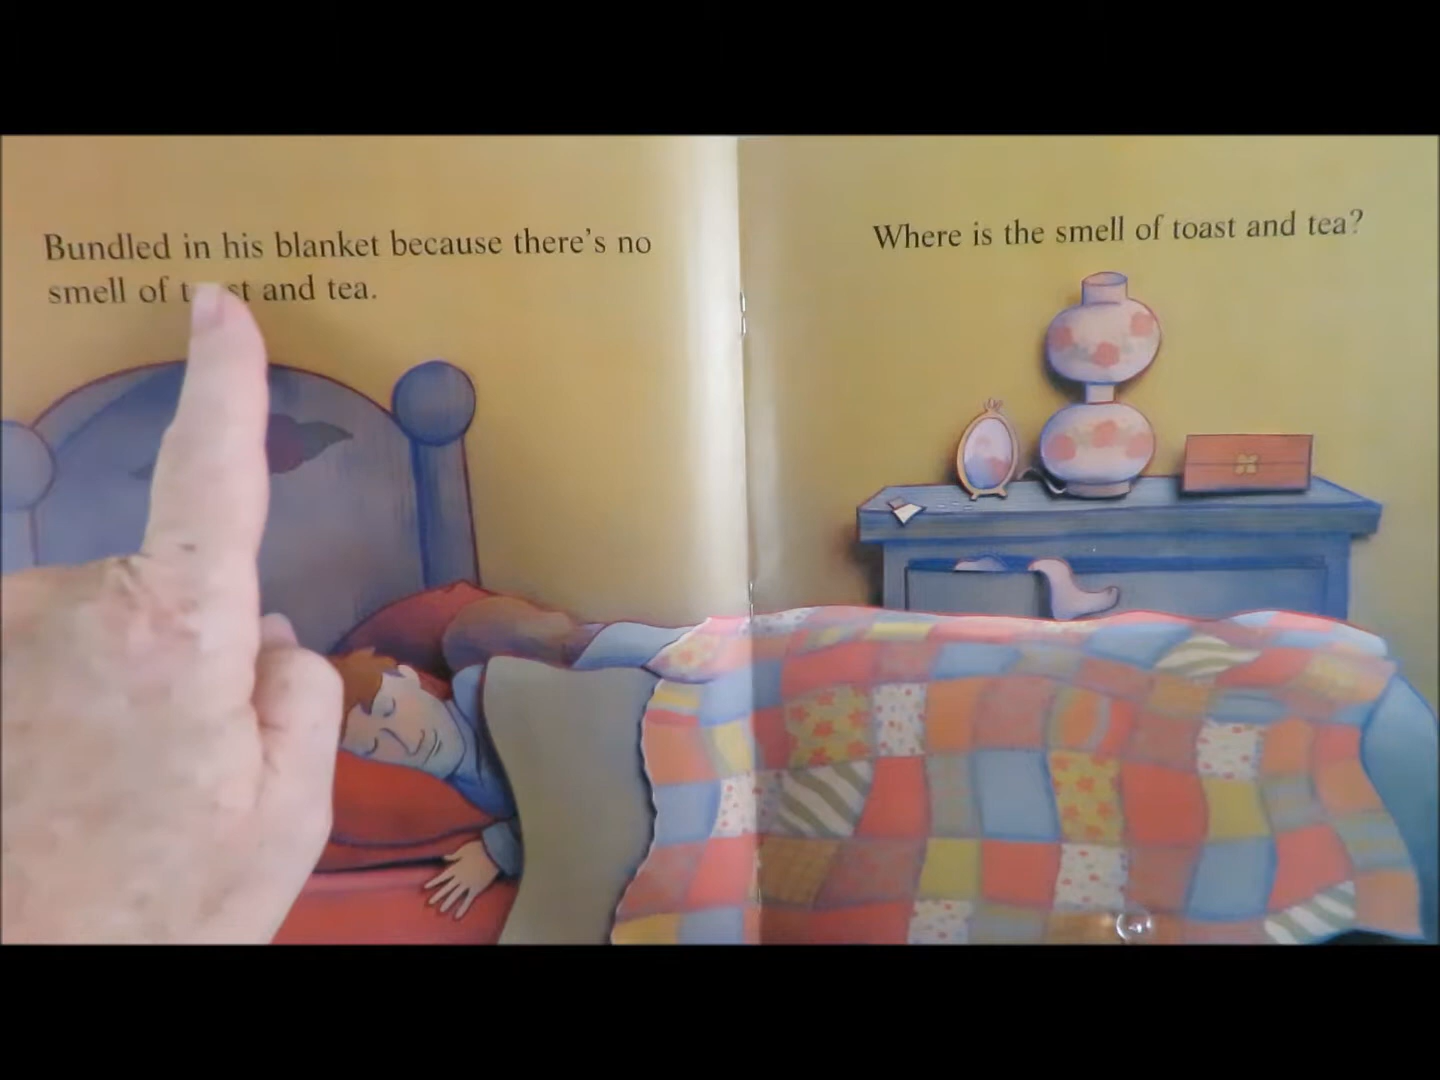 Bundled in his blanket because there's no
smell of toast and tea.
Where is the smell of toast and tea?